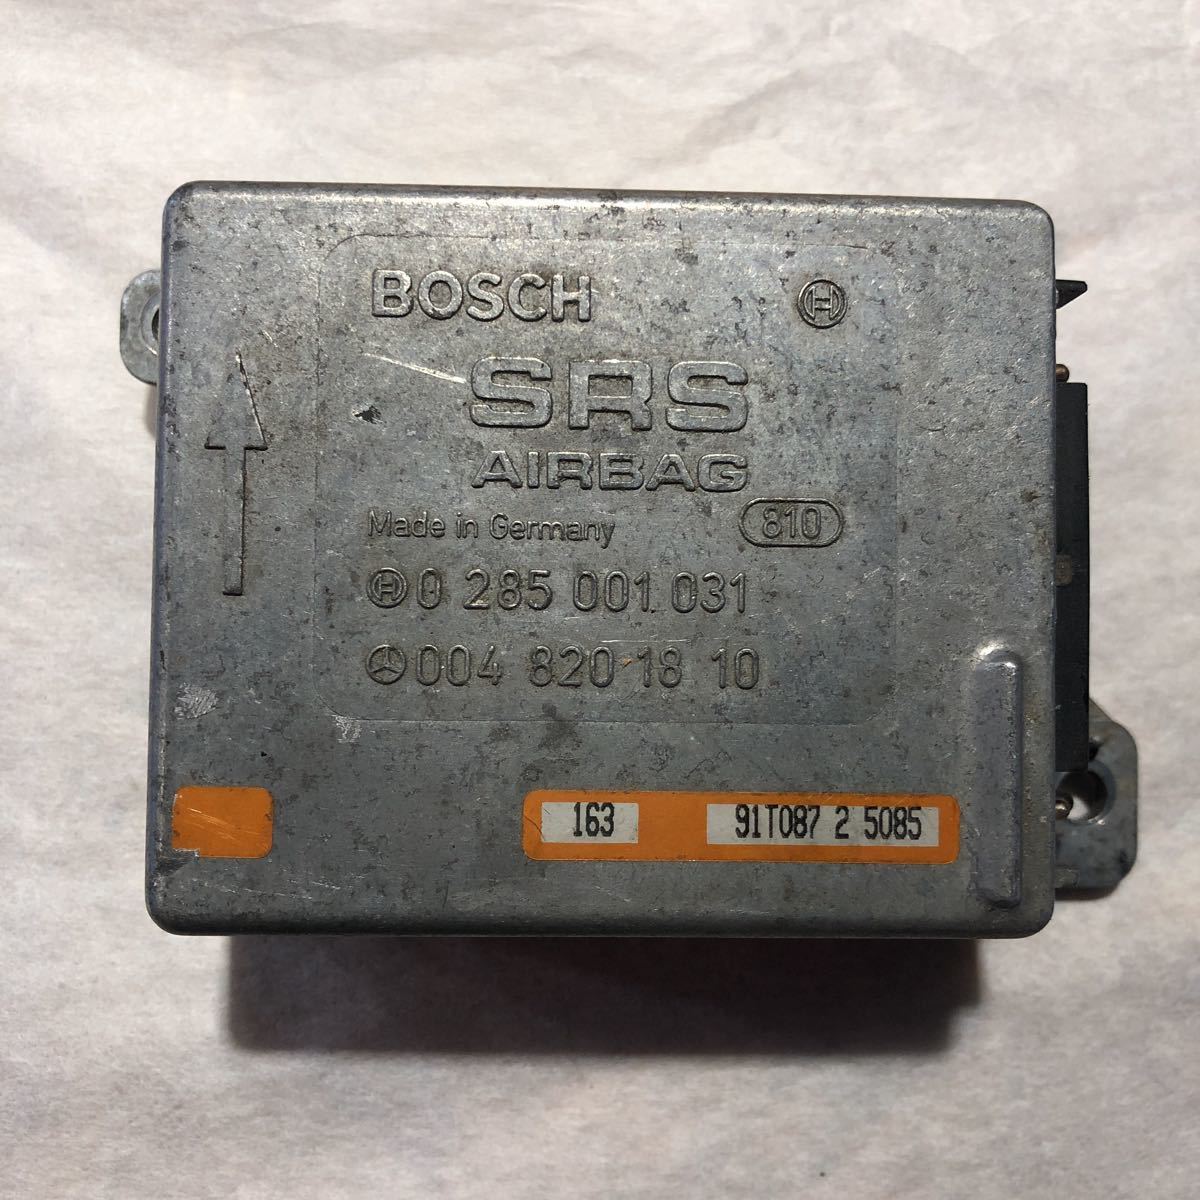 BOSCH
SRS
AIRBAG
Made in Germany 810
0 285 001 031
004 820 18 10
163 91T087 2 5085